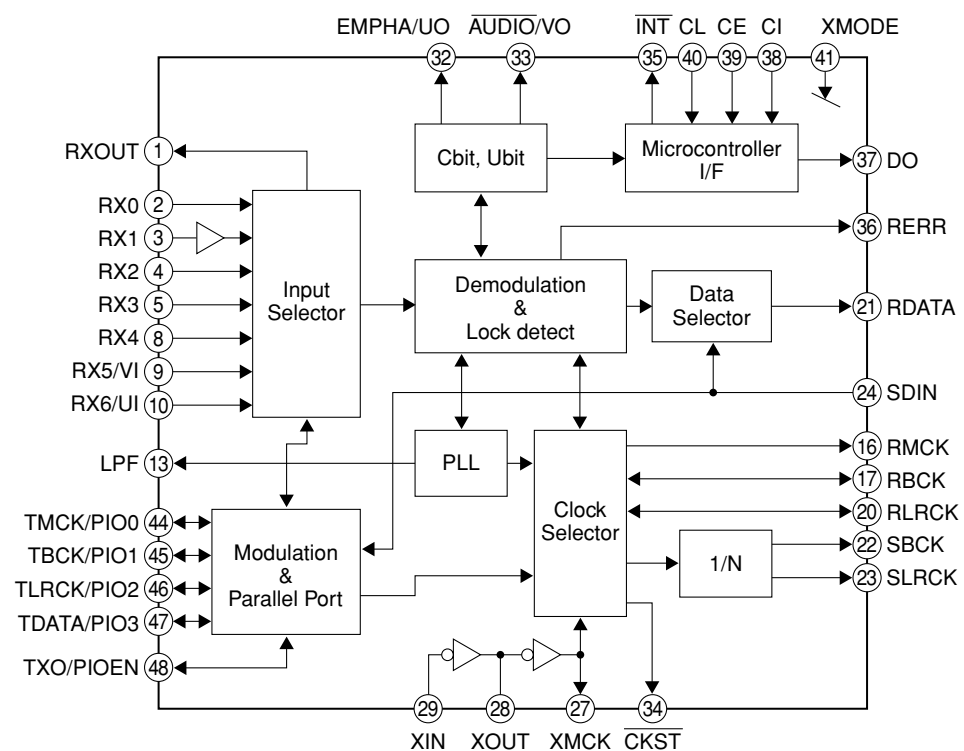 EMPHA/UO
A̅U̅D̅I̅O̅/VO
I̅N̅T̅
CL
CE
CI
XMODE
32
33
35
40
39
38
41
RXOUT
1
Cbit, Ubit
Microcontroller
I/F
37
DO
RX0
2
RX1
3
RX2
4
RX3
5
RX4
8
RX5/VI
9
RX6/UI
10
Input
Selector
36
RERR
Demodulation
&
Lock detect
Data
Selector
21
RDATA
24
SDIN
LPF
13
PLL
Clock
Selector
16
RMCK
17
RBCK
20
RLRCK
1/N
22
SBCK
23
SLRCK
TMCK/PIO0
44
TBCK/PIO1
45
TLRCK/PIO2
46
TDATA/PIO3
47
TXO/PIOEN
48
Modulation
&
Parallel Port
29
28
27
34
XIN
XOUT
XMCK
C̅K̅S̅T̅